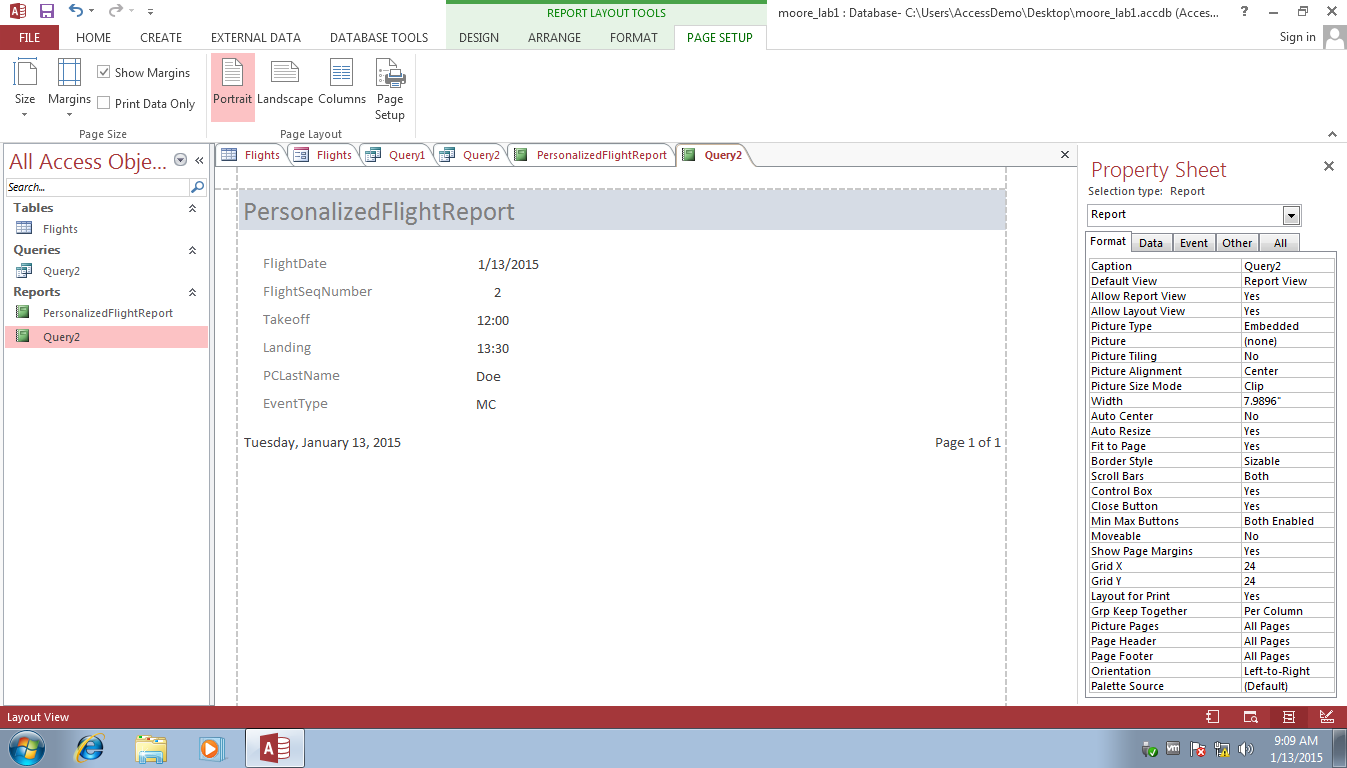 REPORT LAYOUT TOOLS
moore_lab1 : Database- C:\Users\AccessDemo\Desktop\moore_lab1.accdb (Acces...
?
FILE HOME CREATE EXTERNAL DATA DATABASE TOOLS DESIGN ARRANGE FORMAT PAGE SETUP Sign in
Size
Margins
Show Margins
Print Data Only
Page Size
Portrait
Landscape
Columns
Page
Setup
Page Layout
All Access Obje...
Search...
Tables
Flights
Queries
Query2
Reports
PersonalizedFlightReport
Query2
Flights Flights Query1 Query2 PersonalizedFlightReport Query2
PersonalizedFlightReport
FlightDate 1/13/2015
FlightSeqNumber 2
Takeoff 12:00
Landing 13:30
PCLastName Doe
EventType MC
Tuesday, January 13, 2015 Page 1 of 1
Property Sheet
Selection type: Report
Report
Format Data Event Other All
Caption Query2
Default View Report View
Allow Report View Yes
Allow Layout View Yes
Picture Type Embedded
Picture (none)
Picture Tiling No
Picture Alignment Center
Picture Size Mode Clip
Width 7.9896"
Auto Center No
Auto Resize Yes
Fit to Page Yes
Border Style Sizable
Scroll Bars Both
Control Box Yes
Close Button Yes
Min Max Buttons Both Enabled
Moveable No
Show Page Margins Yes
Grid X 24
Grid Y 24
Layout for Print Yes
Grp Keep Together Per Column
Picture Pages All Pages
Page Header All Pages
Page Footer All Pages
Orientation Left-to-Right
Palette Source (Default)
Layout View
9:09 AM
1/13/2015